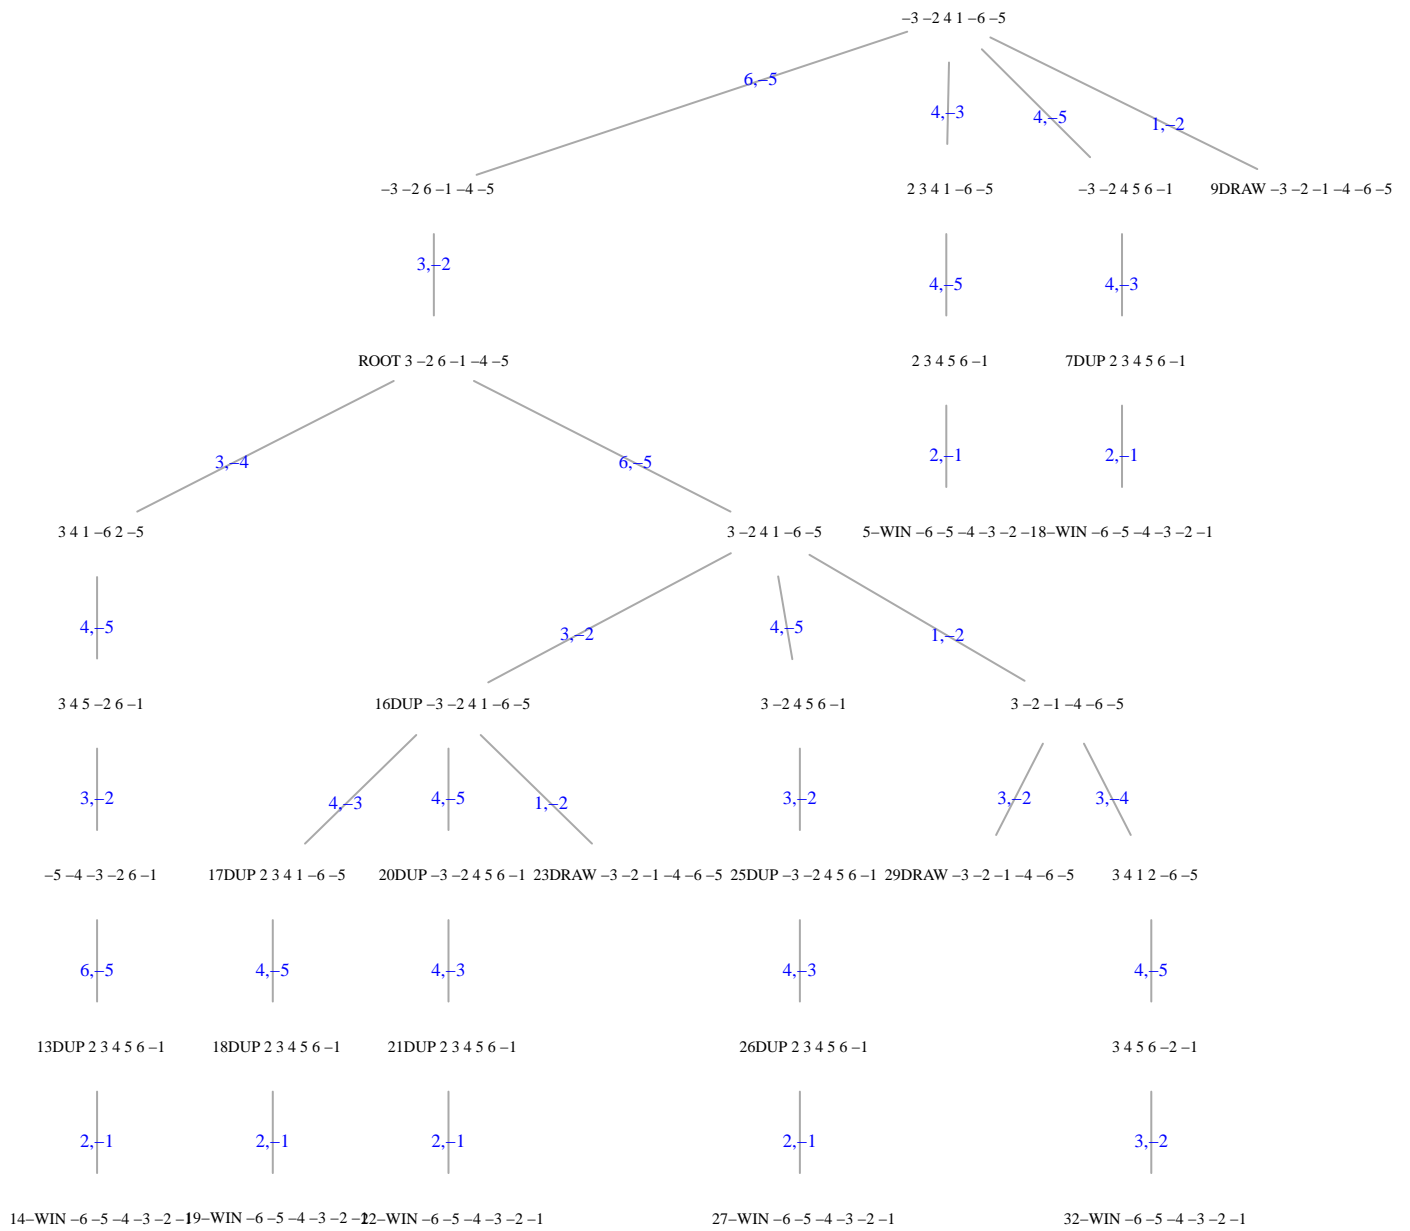 –3 –2 4 1 –6 –5
6,–5
4,–3
4,–5
1,–2
–3 –2 6 –1 –4 –5
2 3 4 1 –6 –5
–3 –2 4 5 6 –1
9DRAW –3 –2 –1 –4 –6 –5
3,–2
4,–5
4,–3
ROOT 3 –2 6 –1 –4 –5
2 3 4 5 6 –1
7DUP 2 3 4 5 6 –1
3,–4
6,–5
2,–1
2,–1
3 4 1 –6 2 –5
3 –2 4 1 –6 –5
5–WIN –6 –5 –4 –3 –2 –1
8–WIN –6 –5 –4 –3 –2 –1
4,–5
3,–2
4,–5
1,–2
3 4 5 –2 6 –1
16DUP –3 –2 4 1 –6 –5
3 –2 4 5 6 –1
3 –2 –1 –4 –6 –5
3,–2
4,–3
4,–5
1,–2
3,–2
3,–2
3,–4
–5 –4 –3 –2 6 –1
17DUP 2 3 4 1 –6 –5
20DUP –3 –2 4 5 6 –1
23DRAW –3 –2 –1 –4 –6 –5
25DUP –3 –2 4 5 6 –1
29DRAW –3 –2 –1 –4 –6 –5
3 4 1 2 –6 –5
6,–5
4,–5
4,–3
4,–3
4,–5
13DUP 2 3 4 5 6 –1
18DUP 2 3 4 5 6 –1
21DUP 2 3 4 5 6 –1
26DUP 2 3 4 5 6 –1
3 4 5 6 –2 –1
2,–1
2,–1
2,–1
2,–1
3,–2
14–WIN –6 –5 –4 –3 –2 –1
19–WIN –6 –5 –4 –3 –2 –1
22–WIN –6 –5 –4 –3 –2 –1
27–WIN –6 –5 –4 –3 –2 –1
32–WIN –6 –5 –4 –3 –2 –1